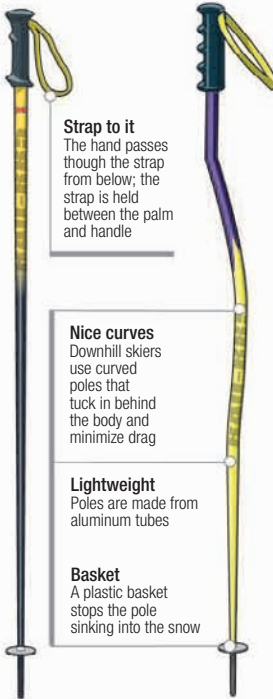 Strap to it
The hand passes
though the strap
from below; the
strap is held
between the palm
and handle
Nice curves
Downhill skiers
use curved
poles that
tuck in behind
the body and
minimize drag
Lightweight
Poles are made from
aluminum tubes
Basket
A plastic basket
stops the pole
sinking into the snow